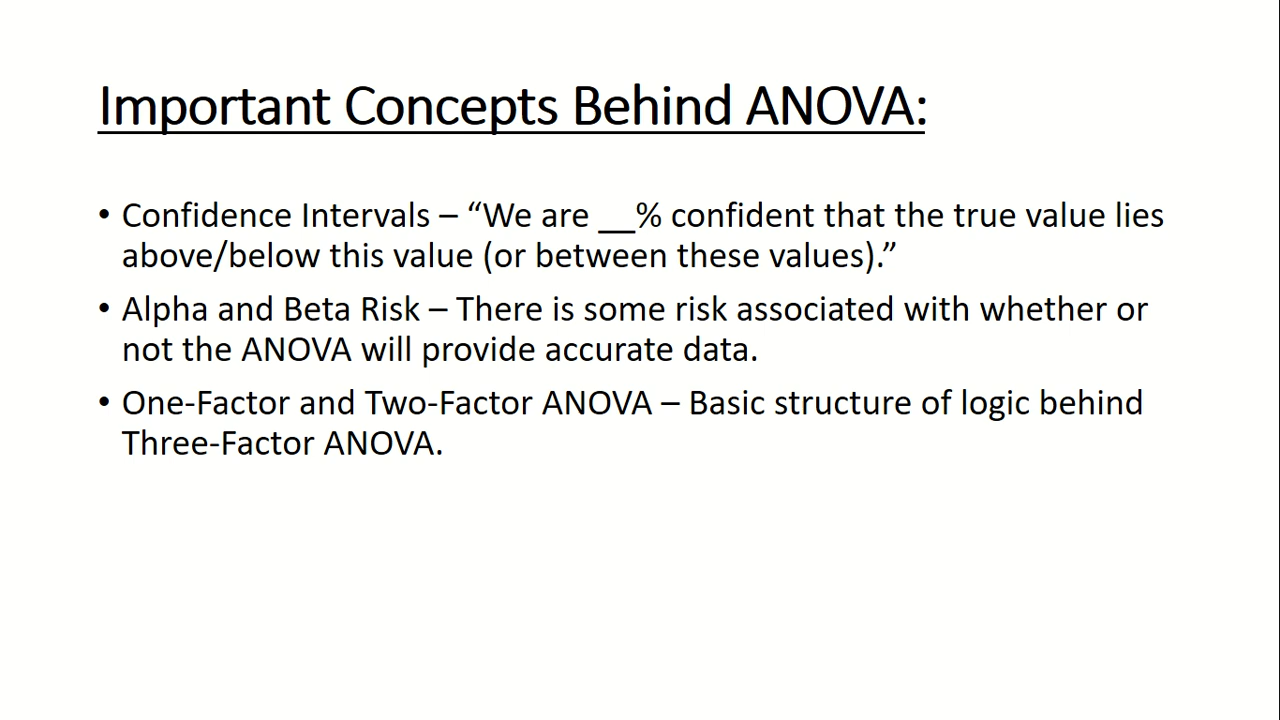 Important Concepts Behind ANOVA:
• Confidence Intervals – “We are __% confident that the true value lies
above/below this value (or between these values).”
• Alpha and Beta Risk – There is some risk associated with whether or
not the ANOVA will provide accurate data.
• One-Factor and Two-Factor ANOVA – Basic structure of logic behind
Three-Factor ANOVA.